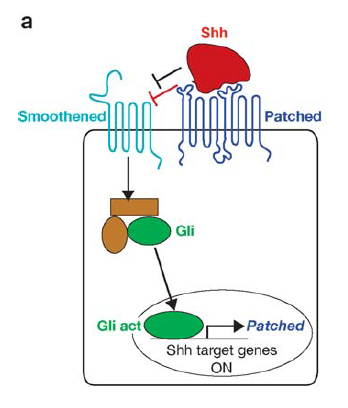 a
Shh
Smoothened
Patched
Gli
Gli act
Patched
Shh target genes
ON